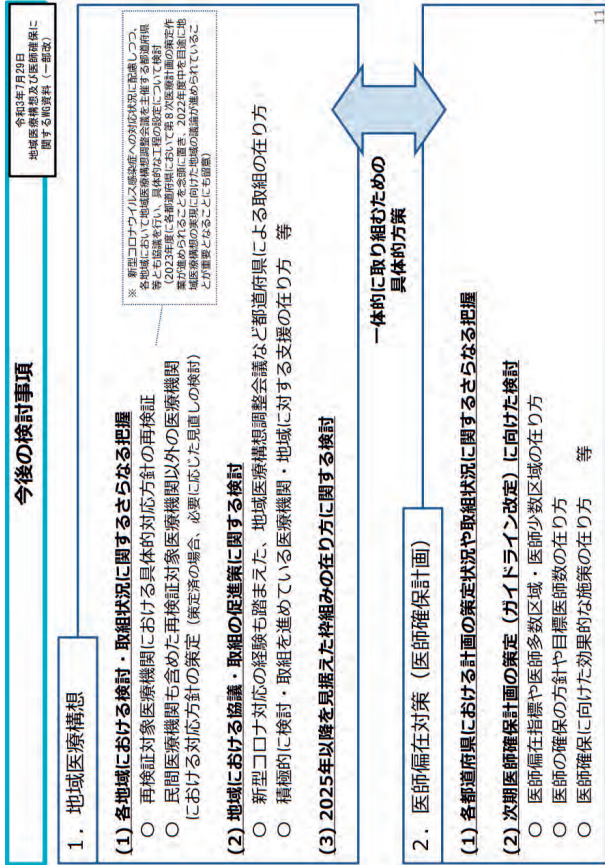 今後の検討事項
令和3年7月29日
地域医療構想及び医師確保に
関するWG資料（一部改）
1．地域医療構想
(1) 各地域における検討・取組状況に関するさらなる把握
○ 再検証対象医療機関における具体的対応方針の再検証
○ 民間医療機関も含めた再検証対象医療機関以外の医療機関
における対応方針の策定（策定済の場合、必要に応じた見直しの検討）
※ 新型コロナウイルス感染症への対応状況に配慮しつつ、
各地域において地域医療構想調整会議を主催する都道府県
等とも協議を行い、具体的な工程の設定について検討
（2023年度に各都道府県において第8次医療計画の策定作
業が進められることを念頭に置き、2022年度中を目途に地
域医療構想の実現に向けた地域の議論が進められているこ
とが重要となることにも留意）
(2) 地域における協議・取組の促進策に関する検討
○ 新型コロナ対応の経験も踏まえた、地域医療構想調整会議など都道府県による取組の在り方
○ 積極的に検討・取組を進めている医療機関・地域に対する支援の在り方 等
(3) 2025年以降を見据えた枠組みの在り方に関する検討
一体的に取り組むための
具体的方策
2．医師偏在対策（医師確保計画）
(1) 各都道府県における計画の策定状況や取組状況に関するさらなる把握
(2) 次期医師確保計画の策定（ガイドライン改定）に向けた検討
○ 医師偏在指標や医師多数区域・医師少数区域の在り方
○ 医師の確保の方針や目標医師数の在り方
○ 医師確保に向けた効果的な施策の在り方 等
11